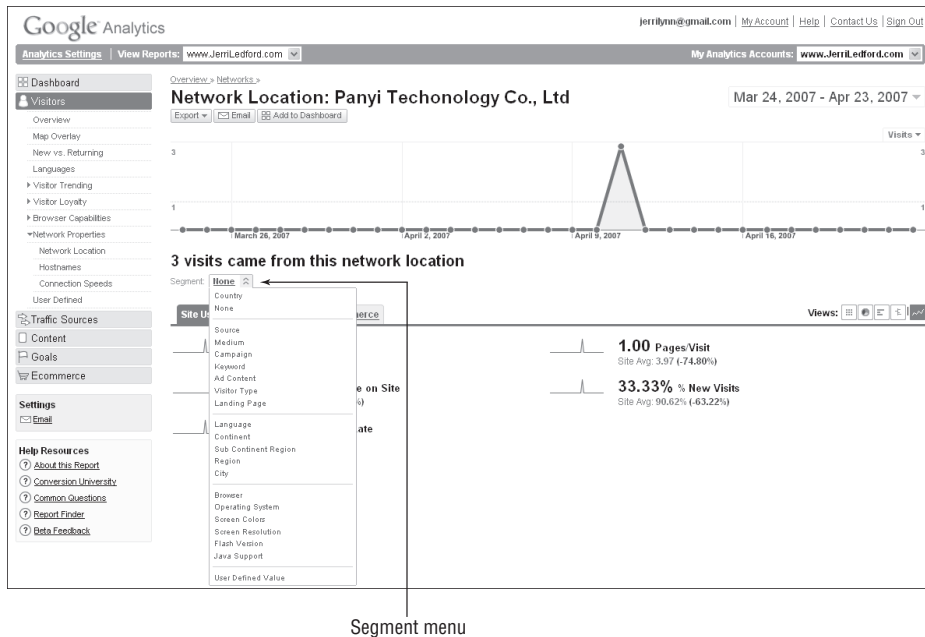 Google Analytics
jerrilynn@gmail.com | My Account | Help | Contact Us | Sign Out
Analytics Settings | View Reports: www.JerriLedford.com
My Analytics Accounts: www.JerriLedford.com
Dashboard
Visitors
Overview
Map Overlay
New vs. Returning
Languages
Visitor Trending
Visitor Loyalty
Browser Capabilities
Network Properties
Network Location
Hostnames
Connection Speeds
User Defined
Traffic Sources
Content
Goals
Ecommerce
Settings
Email
Help Resources
About this Report
Conversion University
Common Questions
Report Finder
Beta Feedback
Overview » Networks »
Network Location: Panyi Techonology Co., Ltd
Mar 24, 2007 - Apr 23, 2007
Export Email Add to Dashboard
Visits
3 3
1 1
March 26, 2007 April 2, 2007 April 9, 2007 April 16, 2007
3 visits came from this network location
Segment: None
Country
None
Source
Medium
Campaign
Keyword
Ad Content
Visitor Type
Landing Page
Language
Continent
Sub Continent Region
Region
City
Browser
Operating System
Screen Colors
Screen Resolution
Flash Version
Java Support
User Defined Value
Site Us
merce
Views:
e on Site
%)
ate
1.00 Pages/Visit
Site Avg: 3.97 (-74.80%)
33.33% % New Visits
Site Avg: 90.62% (-63.22%)
Segment menu